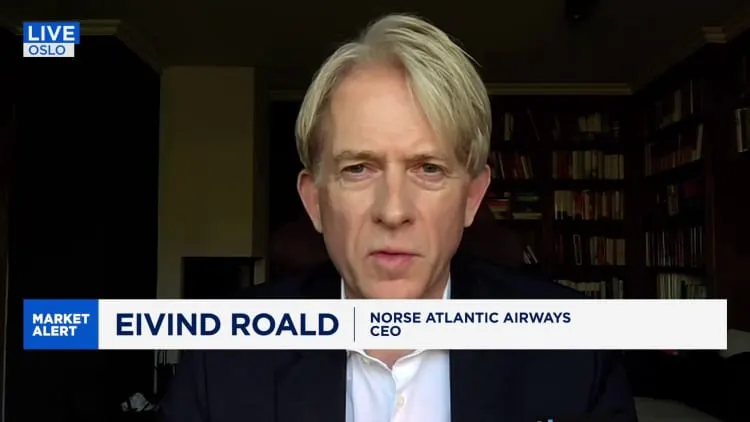 LIVE
OSLO
MARKET
ALERT
EIVIND ROALD
NORSE ATLANTIC AIRWAYS
CEO